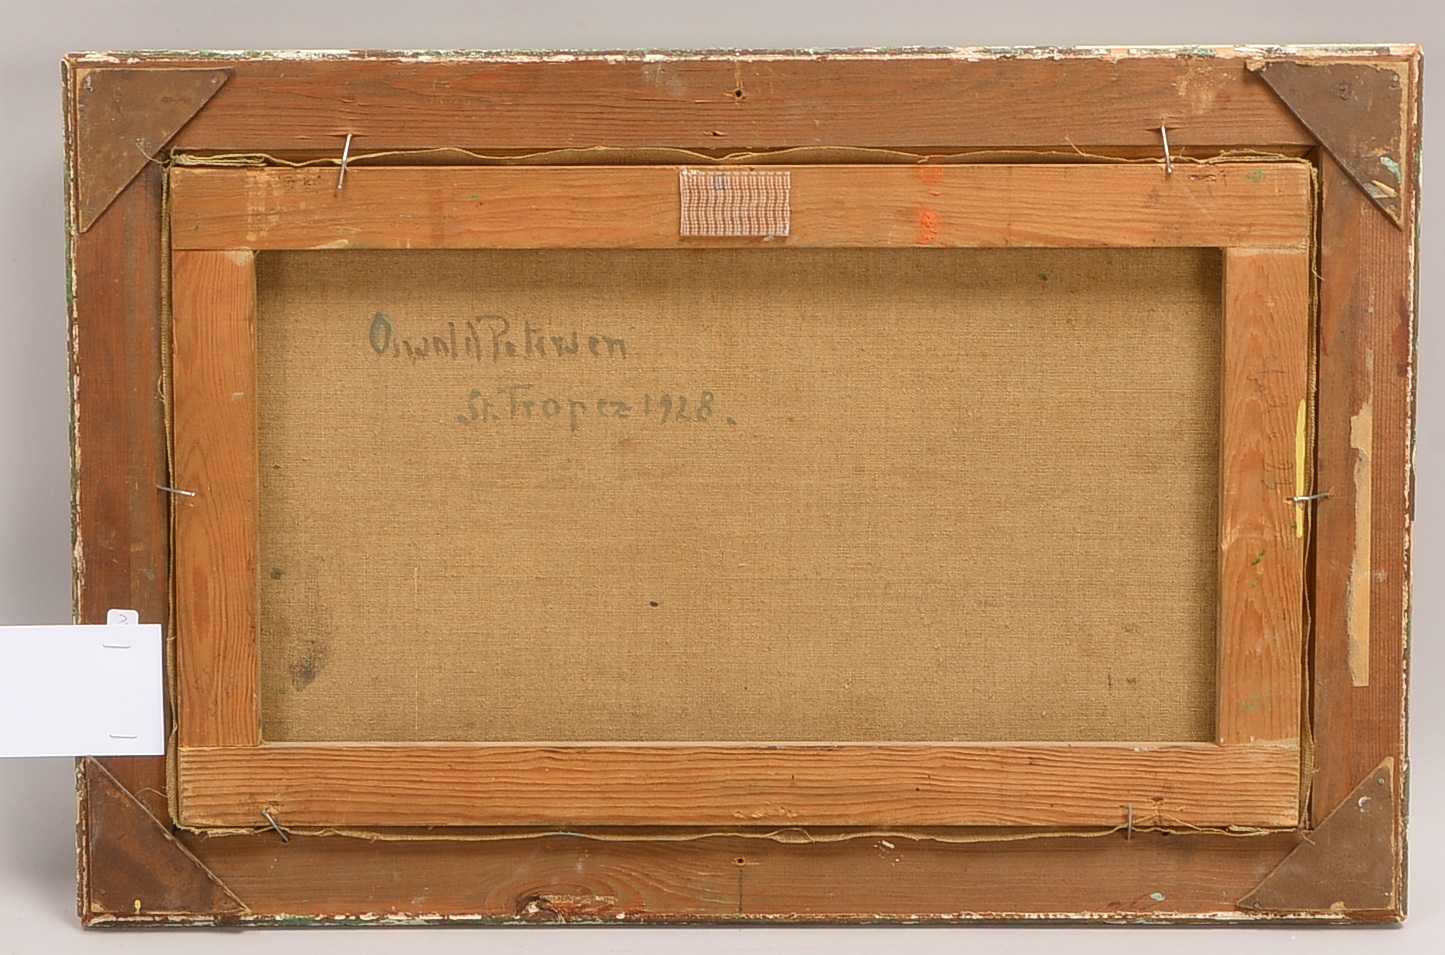 Oswald Petersen
St. Tropez 1928.